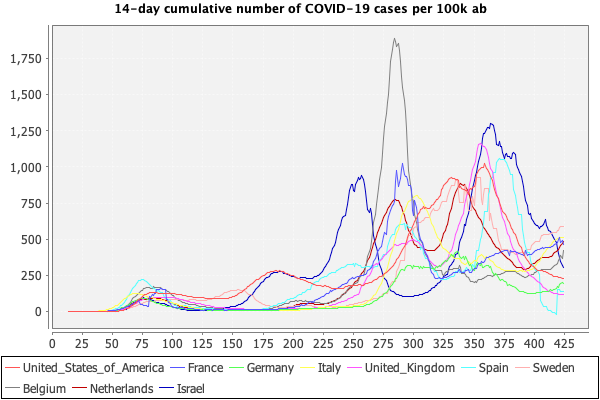 14-day cumulative number of COVID-19 cases per 100k ab
1,750
1,500
1,250
1,000
750
500
250
0
0 25 50 75 100 125 150 175 200 225 250 275 300 325 350 375 400 425
United_States_of_America France Germany Italy United_Kingdom Spain Sweden
Belgium Netherlands Israel